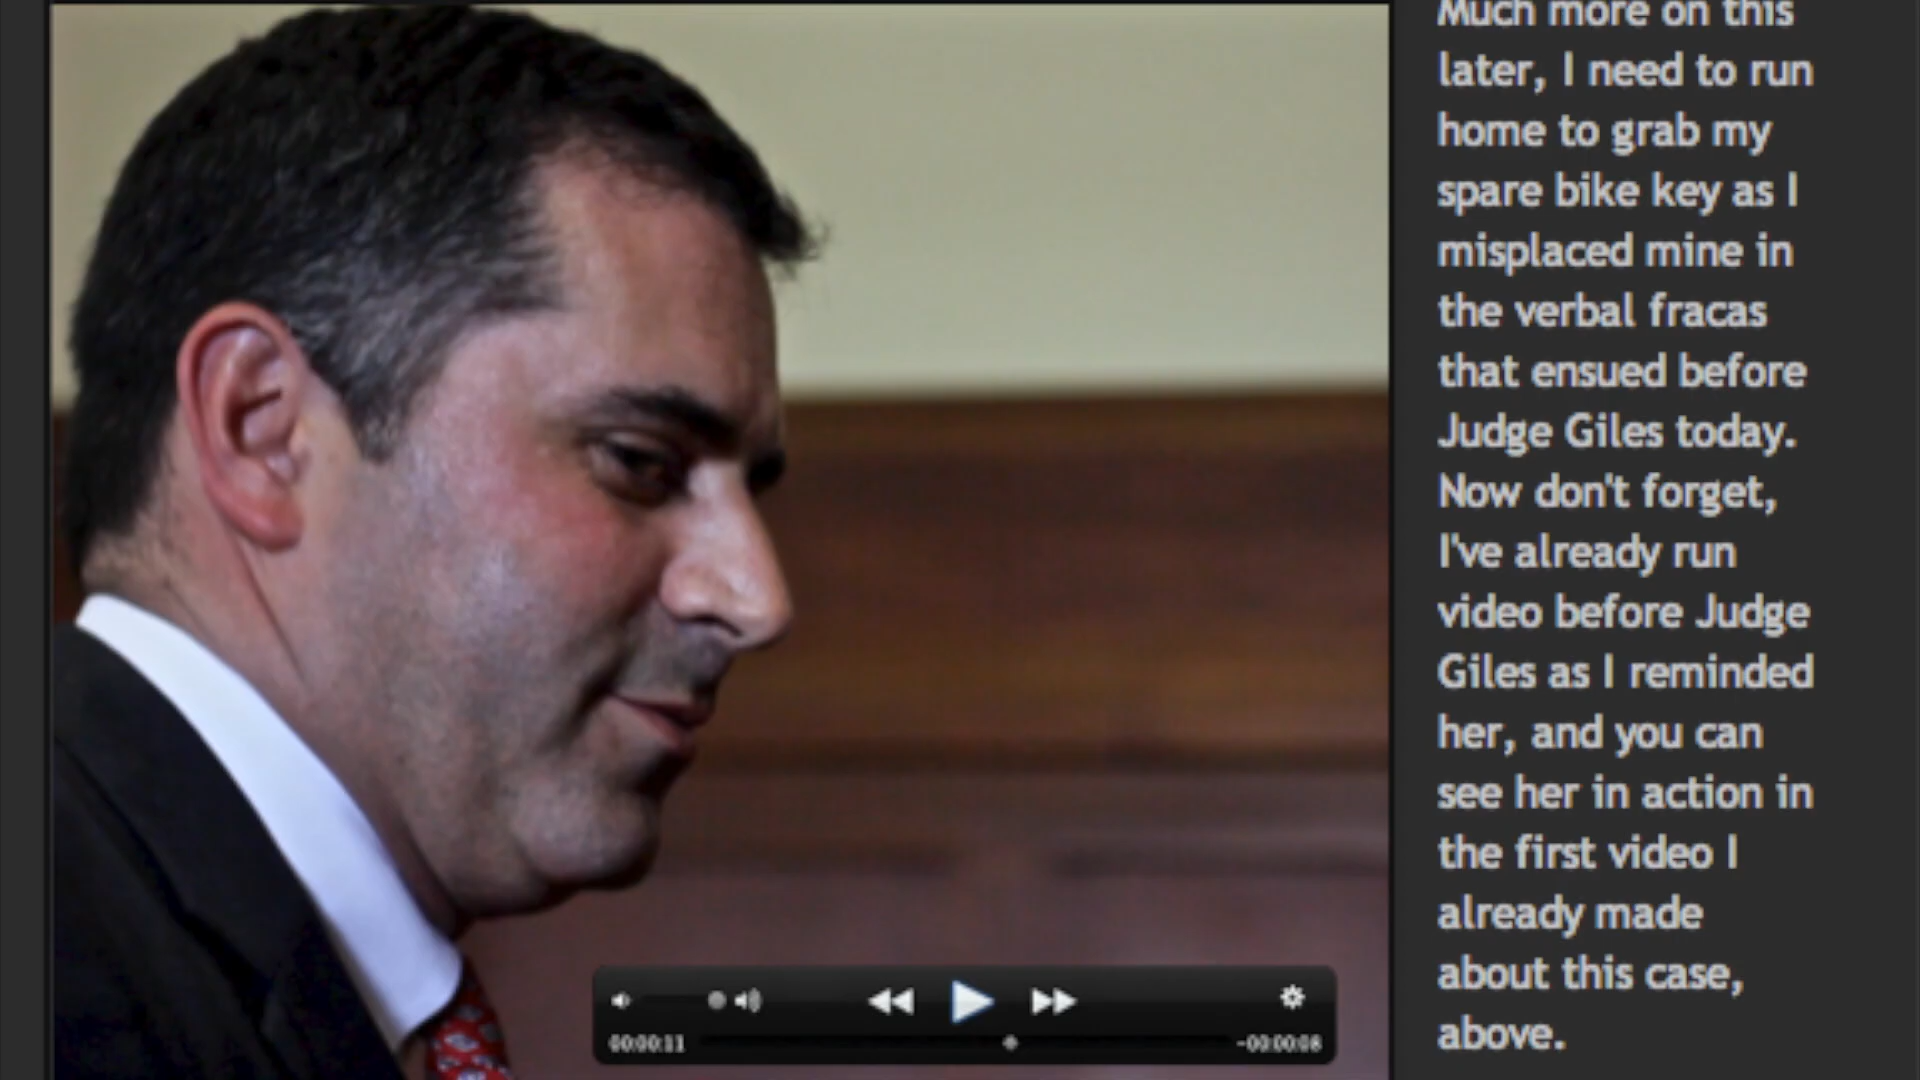 Much more on this
later, I need to run
home to grab my
spare bike key as I
misplaced mine in
the verbal fracas
that ensued before
Judge Giles today.
Now don't forget,
I've already run
video before Judge
Giles as I reminded
her, and you can
see her in action in
the first video I
already made
about this case,
above.
00:00:11
-00:00:08